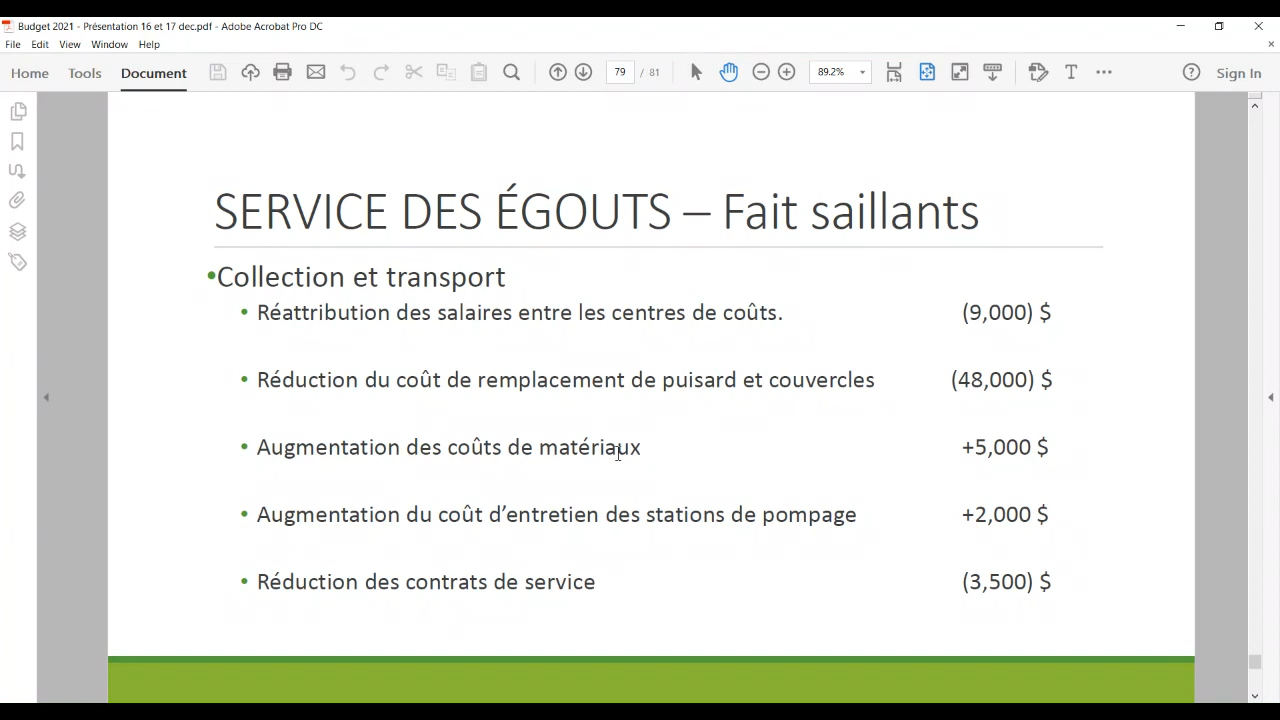 Budget 2021 - Présentation 16 et 17 dec.pdf - Adobe Acrobat Pro DC
File Edit View Window Help
Home Tools Document 79 / 81 89.2% Sign In
SERVICE DES ÉGOUTS – Fait saillants
•Collection et transport
• Réattribution des salaires entre les centres de coûts. (9,000) $
• Réduction du coût de remplacement de puisard et couvercles (48,000) $
• Augmentation des coûts de matériaux +5,000 $
• Augmentation du coût d’entretien des stations de pompage +2,000 $
• Réduction des contrats de service (3,500) $